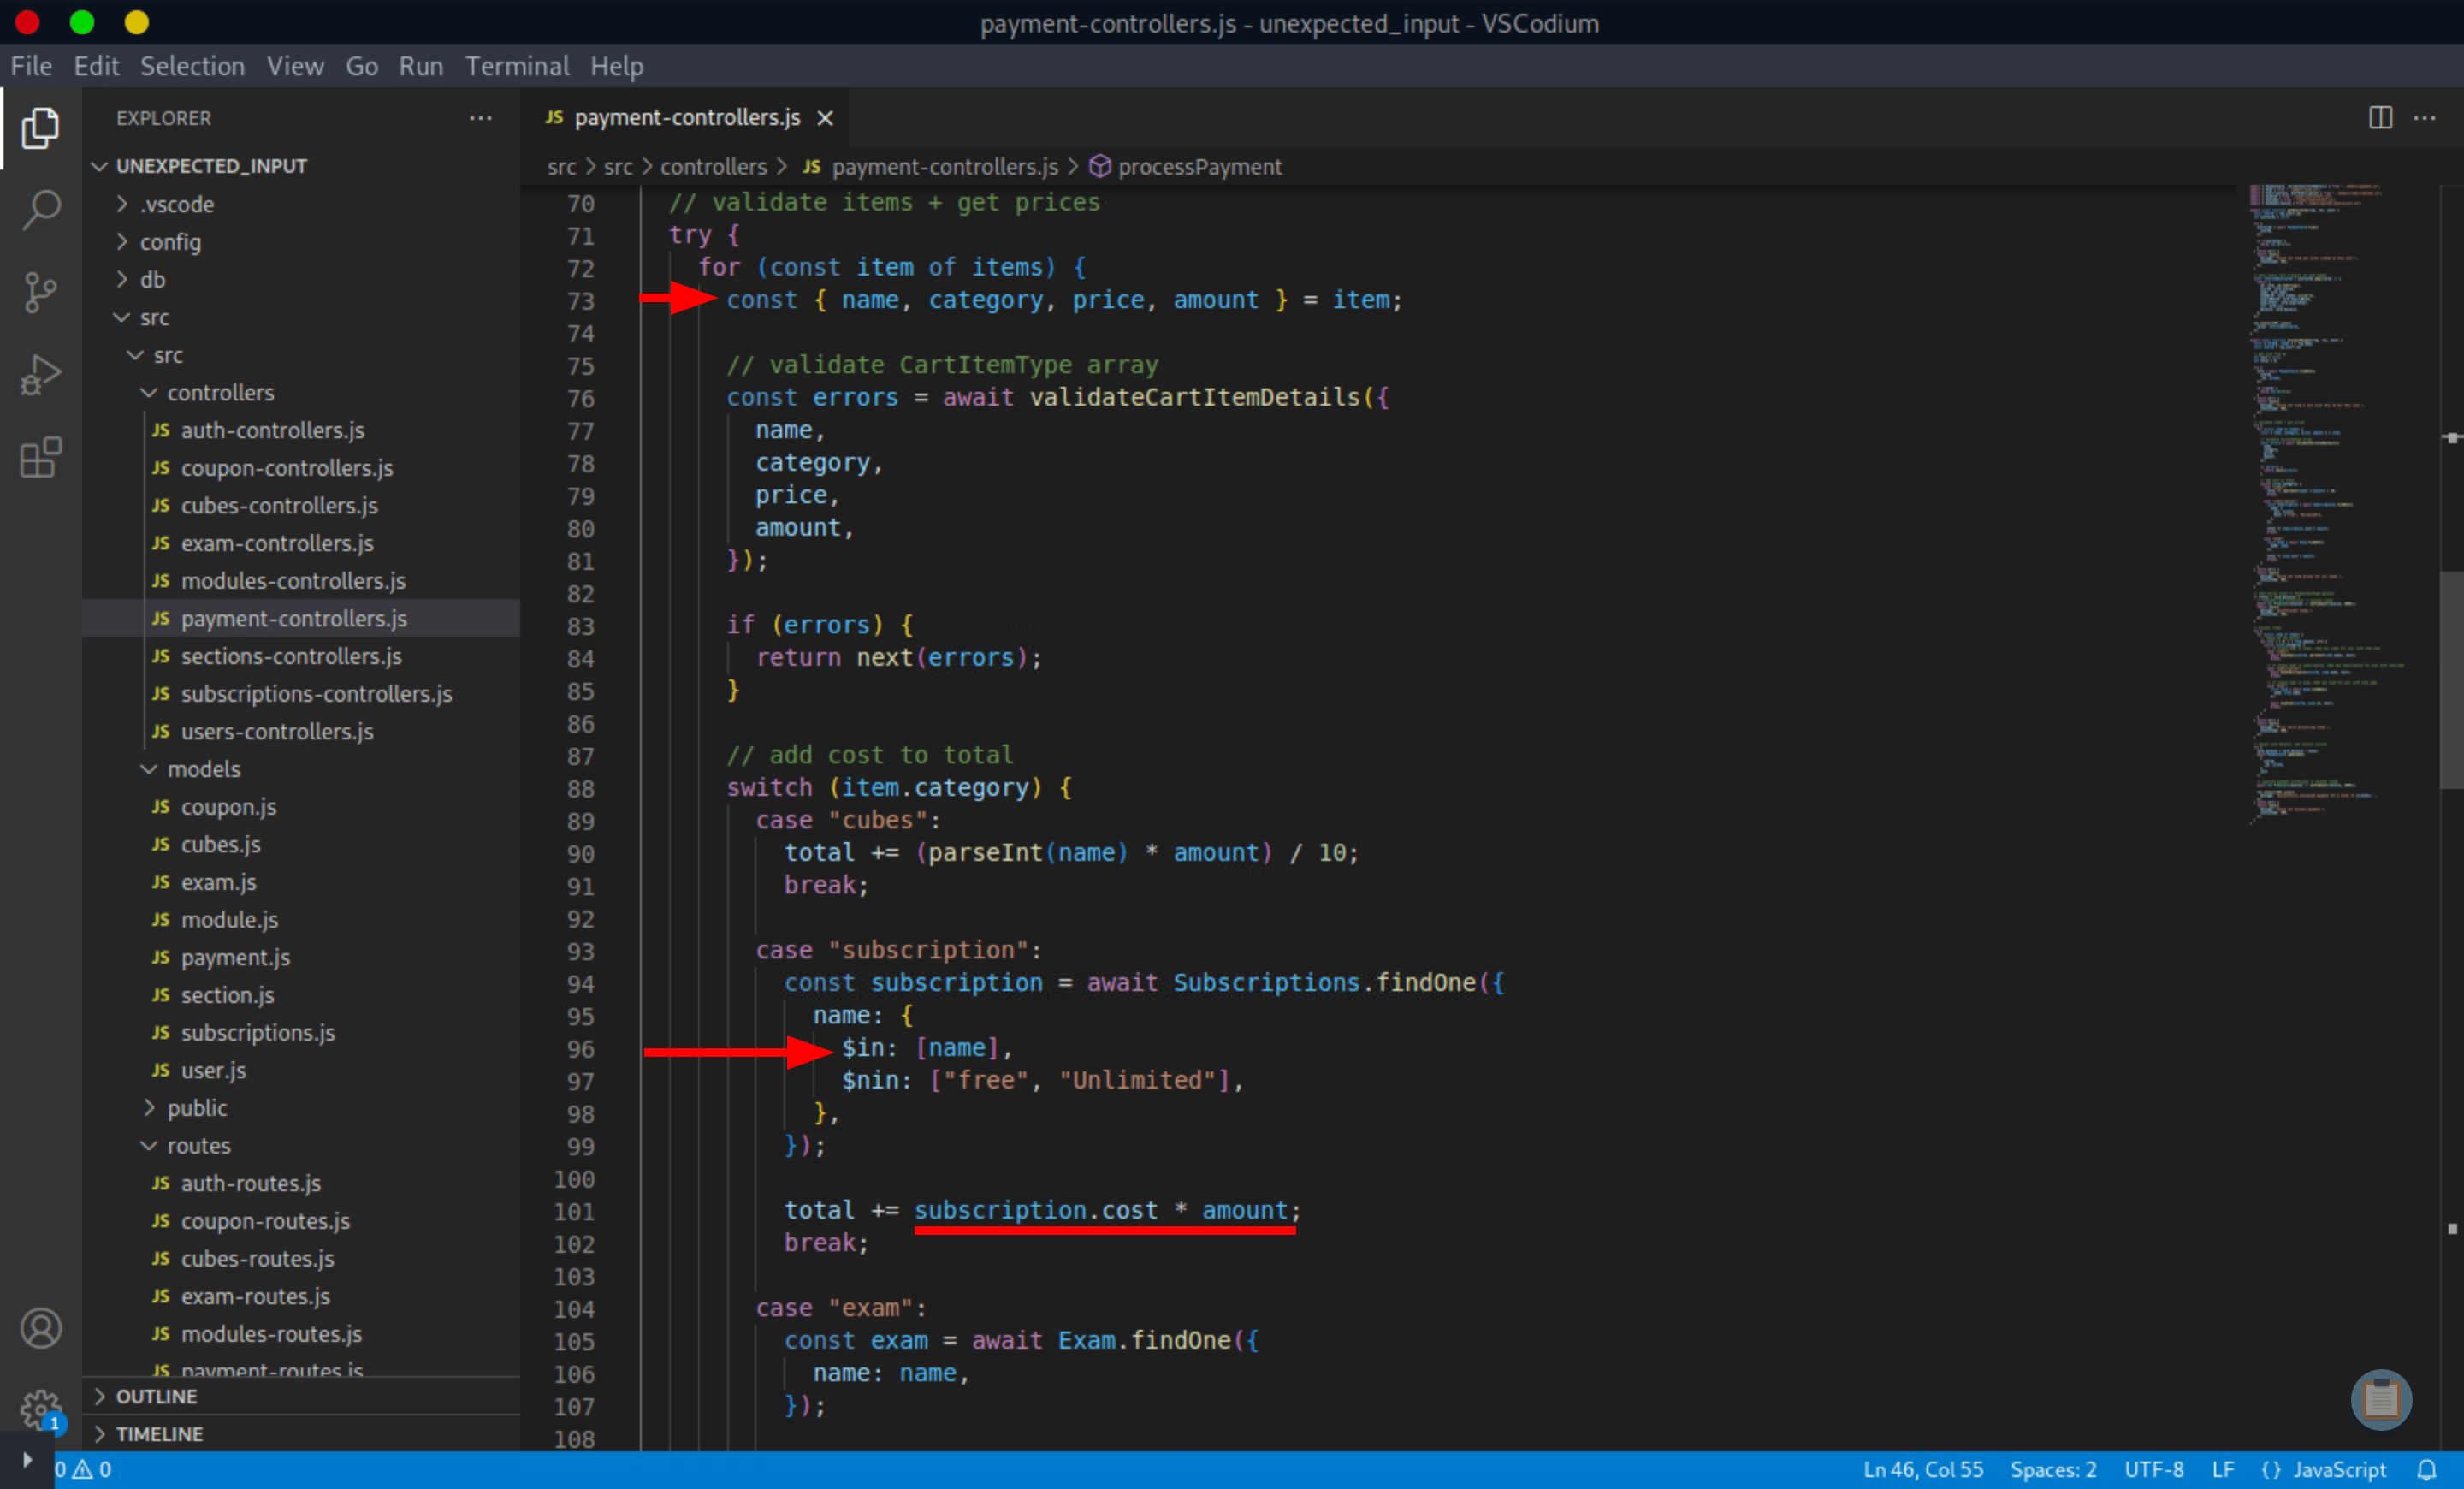 payment-controllers.js - unexpected_input - VSCodium
File Edit Selection View Go Run Terminal Help
EXPLORER
UNEXPECTED_INPUT
.vscode
config
db
src
src
controllers
JS auth-controllers.js
JS coupon-controllers.js
JS cubes-controllers.js
JS exam-controllers.js
JS modules-controllers.js
JS payment-controllers.js
JS sections-controllers.js
JS subscriptions-controllers.js
JS users-controllers.js
models
JS coupon.js
JS cubes.js
JS exam.js
JS module.js
JS payment.js
JS section.js
JS subscriptions.js
JS user.js
public
routes
JS auth-routes.js
JS coupon-routes.js
JS cubes-routes.js
JS exam-routes.js
JS modules-routes.js
JS payment-routes.js
OUTLINE
TIMELINE
JS payment-controllers.js
src > src > controllers > JS payment-controllers.js > processPayment
70 // validate items + get prices
71 try {
72 for (const item of items) {
73 const { name, category, price, amount } = item;
74
75 // validate CartItemType array
76 const errors = await validateCartItemDetails({
77 name,
78 category,
79 price,
80 amount,
81 });
82
83 if (errors) {
84 return next(errors);
85 }
86
87 // add cost to total
88 switch (item.category) {
89 case "cubes":
90 total += (parseInt(name) * amount) / 10;
91 break;
92
93 case "subscription":
94 const subscription = await Subscriptions.findOne({
95 name: {
96 $in: [name],
97 $nin: ["free", "Unlimited"],
98 },
99 });
100
101 total += subscription.cost * amount;
102 break;
103
104 case "exam":
105 const exam = await Exam.findOne({
106 name: name,
107 });
108
1
0 0
Ln 46, Col 55 Spaces: 2 UTF-8 LF {} JavaScript